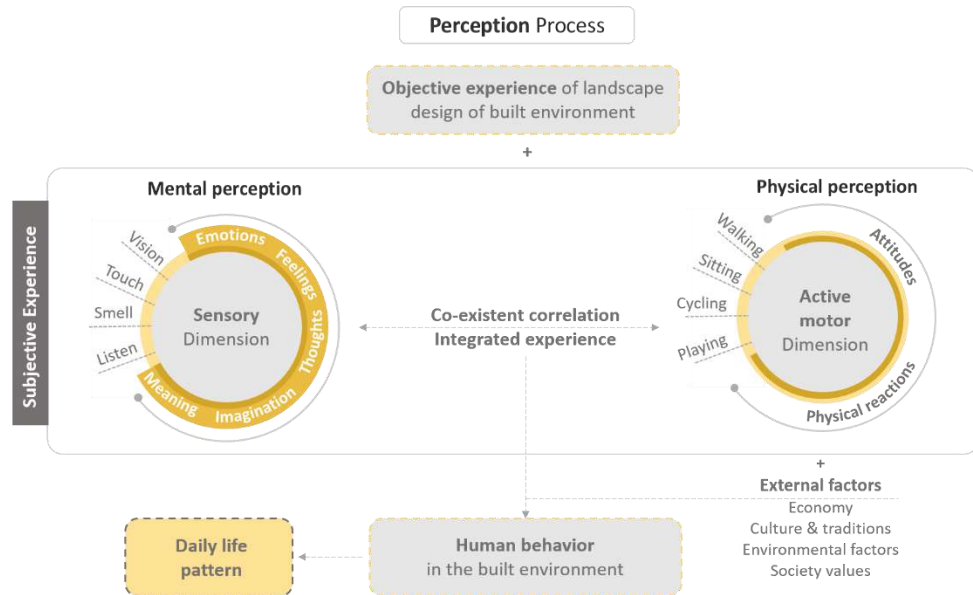 Perception Process
Objective experience of landscape
design of built environment
+
Subjective Experience
Mental perception
Vision
Touch
Smell
Listen
Emotions
Feelings
Thoughts
Imagination
Meaning
Sensory
Dimension
Co-existent correlation
Integrated experience
Physical perception
Walking
Sitting
Cycling
Playing
Attitudes
Physical reactions
Active
motor
Dimension
+
External factors
Economy
Culture & traditions
Environmental factors
Society values
Human behavior
in the built environment
Daily life
pattern